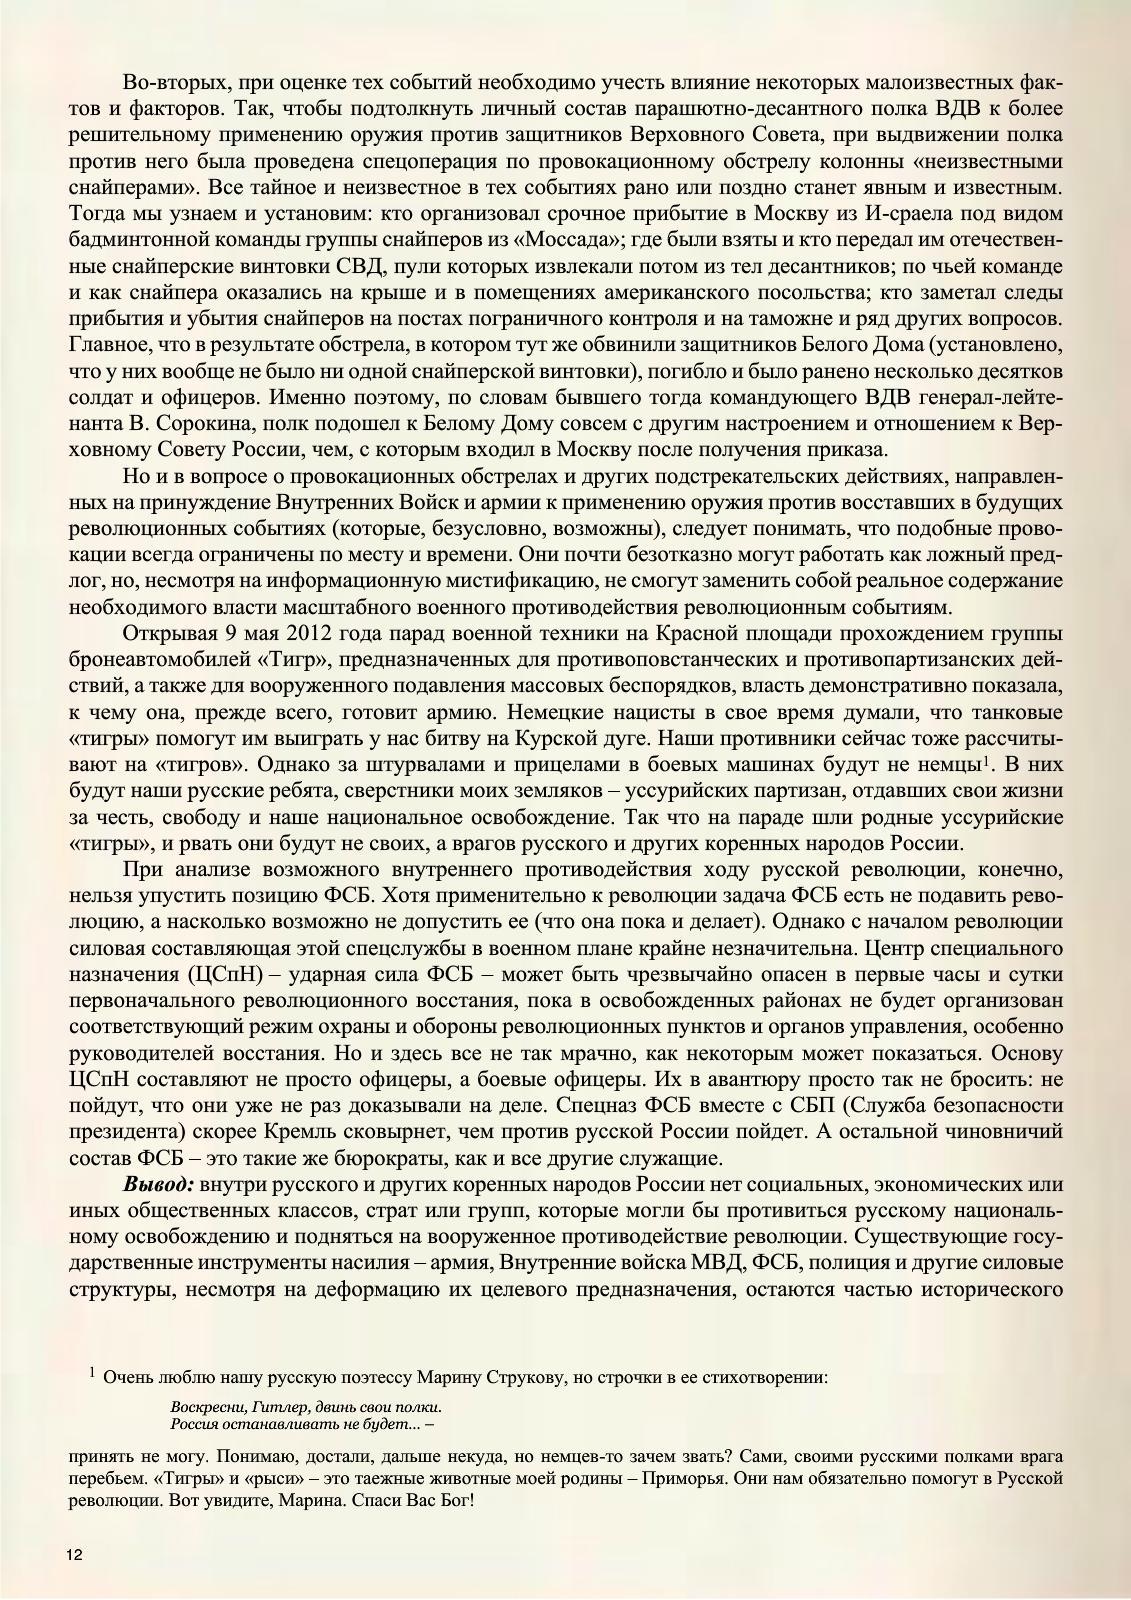 Во-вторых, при оценке тех событий необходимо учесть влияние некоторых малоизвестных фак-
тов и факторов. Так, чтобы подтолкнуть личный состав парашютно-десантного полка ВДВ к более
решительному применению оружия против защитников Верховного Совета, при выдвижении полка
против него была проведена спецоперация по провокационному обстрелу колонны «неизвестными
снайперами». Все тайное и неизвестное в тех событиях рано или поздно станет явным и известным.
Тогда мы узнаем и установим: кто организовал срочное прибытие в Москву из И-сраела под видом
бадминтонной команды группы снайперов из «Моссада»; где были взяты и кто передал им отечествен-
ные снайперские винтовки СВД, пули которых извлекали потом из тел десантников; по чьей команде
и как снайпера оказались на крыше и в помещениях американского посольства; кто заметал следы
прибытия и убытия снайперов на постах пограничного контроля и на таможне и ряд других вопросов.
Главное, что в результате обстрела, в котором тут же обвинили защитников Белого Дома (установлено,
что у них вообще не было ни одной снайперской винтовки), погибло и было ранено несколько десятков
солдат и офицеров. Именно поэтому, по словам бывшего тогда командующего ВДВ генерал-лейте-
нанта В. Сорокина, полк подошел к Белому Дому совсем с другим настроением и отношением к Вер-
ховному Совету России, чем, с которым входил в Москву после получения приказа.
Но и в вопросе о провокационных обстрелах и других подстрекательских действиях, направлен-
ных на принуждение Внутренних Войск и армии к применению оружия против восставших в будущих
революционных событиях (которые, безусловно, возможны), следует понимать, что подобные прово-
кации всегда ограничены по месту и времени. Они почти безотказно могут работать как ложный пред-
лог, но, несмотря на информационную мистификацию, не смогут заменить собой реальное содержание
необходимого власти масштабного военного противодействия революционным событиям.
Открывая 9 мая 2012 года парад военной техники на Красной площади прохождением группы
бронеавтомобилей «Тигр», предназначенных для противоповстанческих и противопартизанских дей-
ствий, а также для вооруженного подавления массовых беспорядков, власть демонстративно показала,
к чему она, прежде всего, готовит армию. Немецкие нацисты в свое время думали, что танковые
«тигры» помогут им выиграть у нас битву на Курской дуге. Наши противники сейчас тоже рассчиты-
вают на «тигров». Однако за штурвалами и прицелами в боевых машинах будут не немцы¹. В них
будут наши русские ребята, сверстники моих земляков – уссурийских партизан, отдавших свои жизни
за честь, свободу и наше национальное освобождение. Так что на параде шли родные уссурийские
«тигры», и рвать они будут не своих, а врагов русского и других коренных народов России.
При анализе возможного внутреннего противодействия ходу русской революции, конечно,
нельзя упустить позицию ФСБ. Хотя применительно к революции задача ФСБ есть не подавить рево-
люцию, а насколько возможно не допустить ее (что она пока и делает). Однако с началом революции
силовая составляющая этой спецслужбы в военном плане крайне незначительна. Центр специального
назначения (ЦСпН) – ударная сила ФСБ – может быть чрезвычайно опасен в первые часы и сутки
первоначального революционного восстания, пока в освобожденных районах не будет организован
соответствующий режим охраны и обороны революционных пунктов и органов управления, особенно
руководителей восстания. Но и здесь все не так мрачно, как некоторым может показаться. Основу
ЦСпН составляют не просто офицеры, а боевые офицеры. Их в авантюру просто так не бросить: не
пойдут, что они уже не раз доказывали на деле. Спецназ ФСБ вместе с СБП (Служба безопасности
президента) скорее Кремль сковырнет, чем против русской России пойдет. А остальной чиновничий
состав ФСБ – это такие же бюрократы, как и все другие служащие.
Вывод: внутри русского и других коренных народов России нет социальных, экономических или
иных общественных классов, страт или групп, которые могли бы противиться русскому националь-
ному освобождению и подняться на вооруженное противодействие революции. Существующие госу-
дарственные инструменты насилия – армия, Внутренние войска МВД, ФСБ, полиция и другие силовые
структуры, несмотря на деформацию их целевого предназначения, остаются частью исторического
¹ Очень люблю нашу русскую поэтессу Марину Струкову, но строчки в ее стихотворении:
Воскресни, Гитлер, двинь свои полки.
Россия останавливать не будет... –
принять не могу. Понимаю, достали, дальше некуда, но немцев-то зачем звать? Сами, своими русскими полками врага
перебьем. «Тигры» и «рыси» – это таежные животные моей родины – Приморья. Они нам обязательно помогут в Русской
революции. Вот увидите, Марина. Спаси Вас Бог!
12